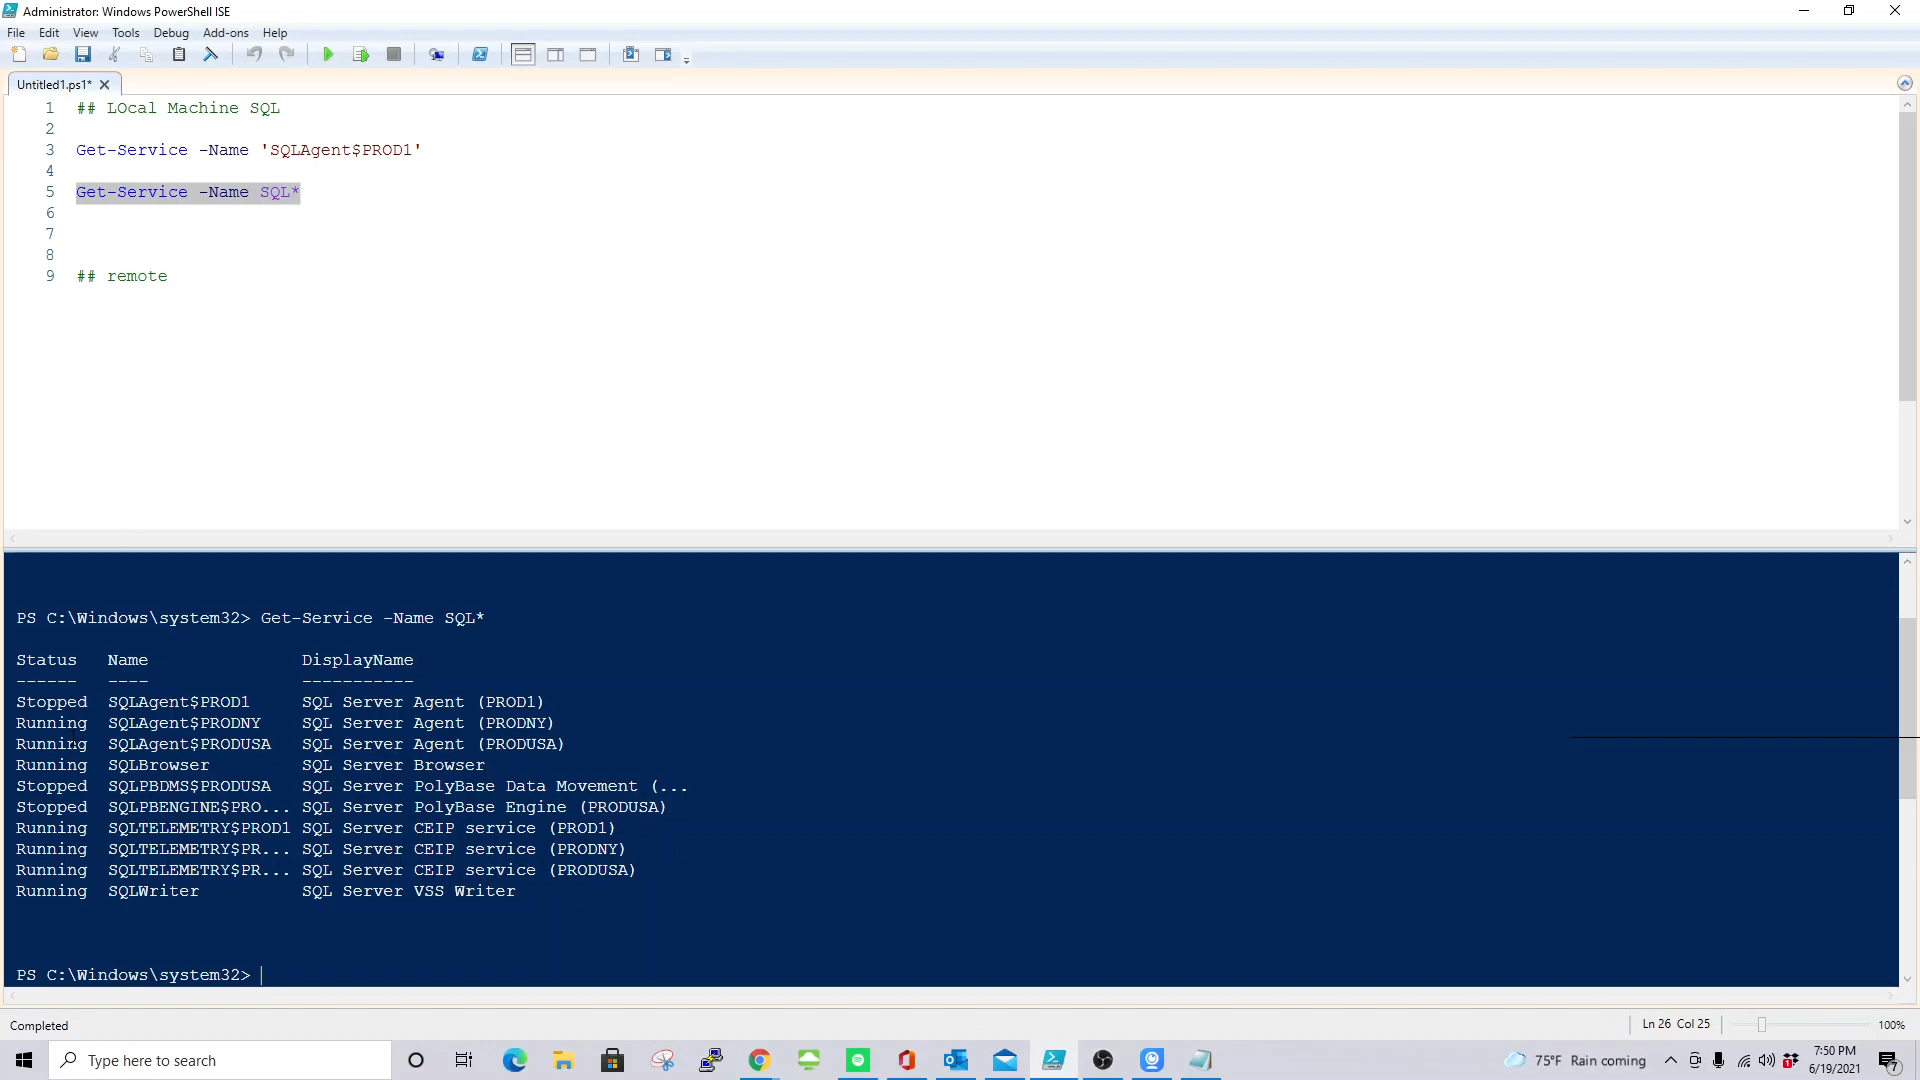 Administrator: Windows PowerShell ISE
File Edit View Tools Debug Add-ons Help
Untitled1.ps1*
1 ## LOcal Machine SQL
2
3 Get-Service -Name 'SQLAgent$PROD1'
4
5 Get-Service -Name SQL*
6
7
8
9 ## remote
PS C:\Windows\system32> Get-Service -Name SQL*
Status Name DisplayName
------ ---- -----------
Stopped SQLAgent$PROD1 SQL Server Agent (PROD1)
Running SQLAgent$PRODNY SQL Server Agent (PRODNY)
Running SQLAgent$PRODUSA SQL Server Agent (PRODUSA)
Running SQLBrowser SQL Server Browser
Stopped SQLPBDMS$PRODUSA SQL Server PolyBase Data Movement (...
Stopped SQLPBENGINE$PRO... SQL Server PolyBase Engine (PRODUSA)
Running SQLTELEMETRY$PROD1 SQL Server CEIP service (PROD1)
Running SQLTELEMETRY$PR... SQL Server CEIP service (PRODNY)
Running SQLTELEMETRY$PR... SQL Server CEIP service (PRODUSA)
Running SQLWriter SQL Server VSS Writer
PS C:\Windows\system32>
Completed
Ln 26 Col 25
100%
Type here to search
75°F Rain coming
7:50 PM
6/19/2021
7